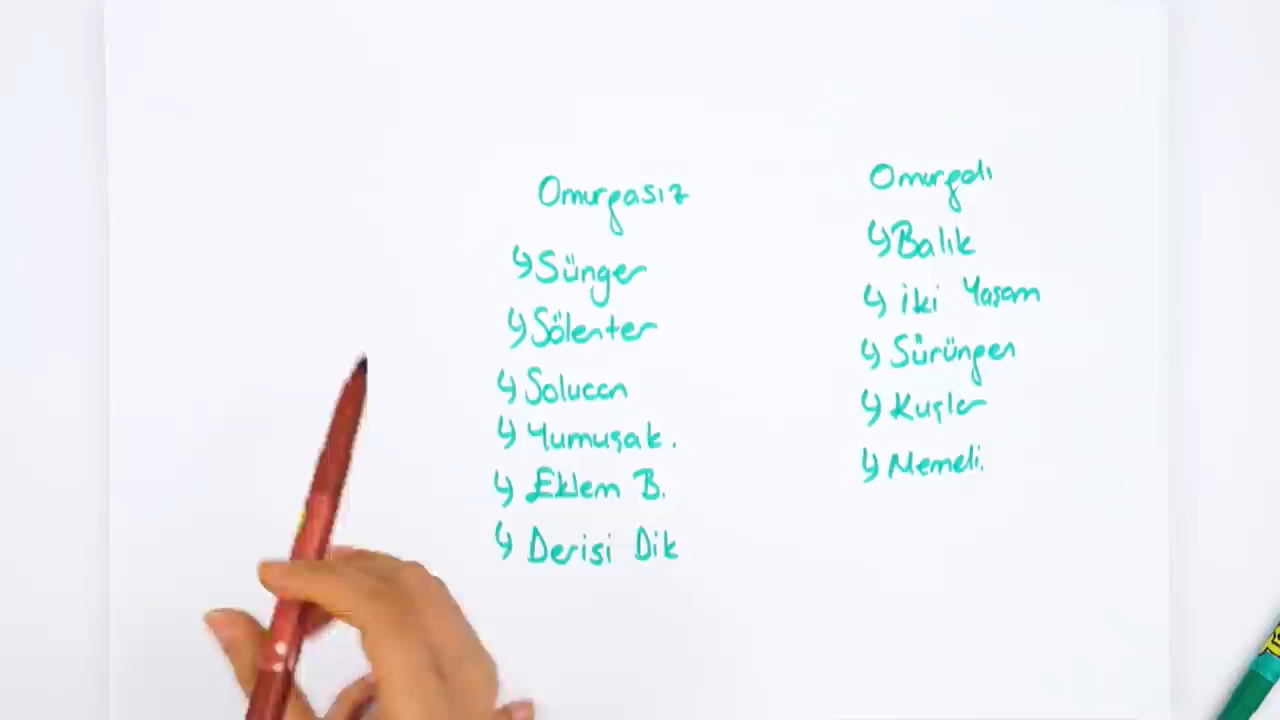 Omurgasız
↳ Sünger
↳ Sölenter
↳ Solucan
↳ Yumuşak.
↳ Eklem B.
↳ Derisi Dik
Omurgalı
↳ Balık
↳ İki Yaşam
↳ Sürüngen
↳ Kuşlar
↳ Memeli.